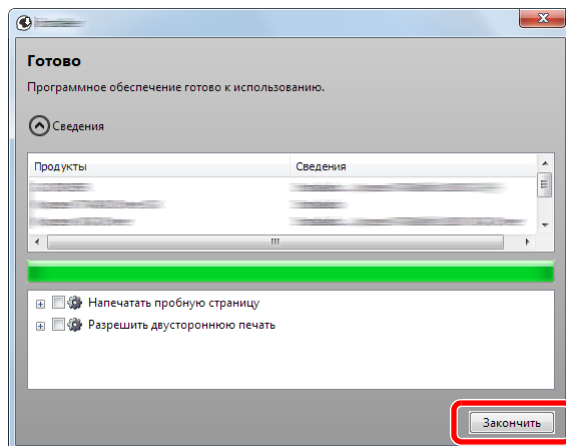 Готово
Программное обеспечение готово к использованию.
Сведения
Продукты Сведения
Напечатать пробную страницу
Разрешить двустороннюю печать
Закончить